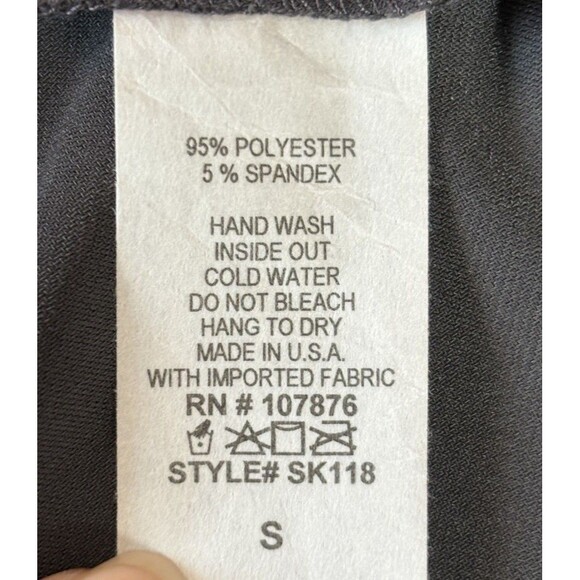 95% POLYESTER
5 % SPANDEX
HAND WASH
INSIDE OUT
COLD WATER
DO NOT BLEACH
HANG TO DRY
MADE IN U.S.A.
WITH IMPORTED FABRIC
RN # 107876
STYLE# SK118
S